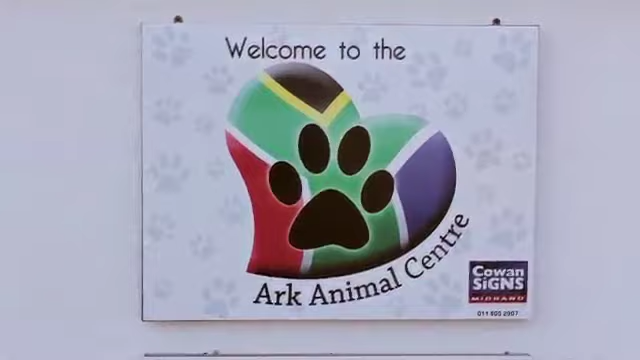 Welcome to the
Ark Animal Centre
Cowan
SIGNS
MIDRAND
011 805 2907